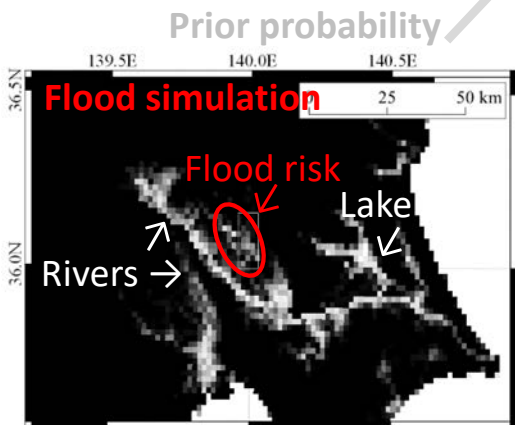 Prior probability
139.5E 140.0E 140.5E
36.5N
Flood simulation
25 50 km
Flood risk
Lake
36.0N
Rivers